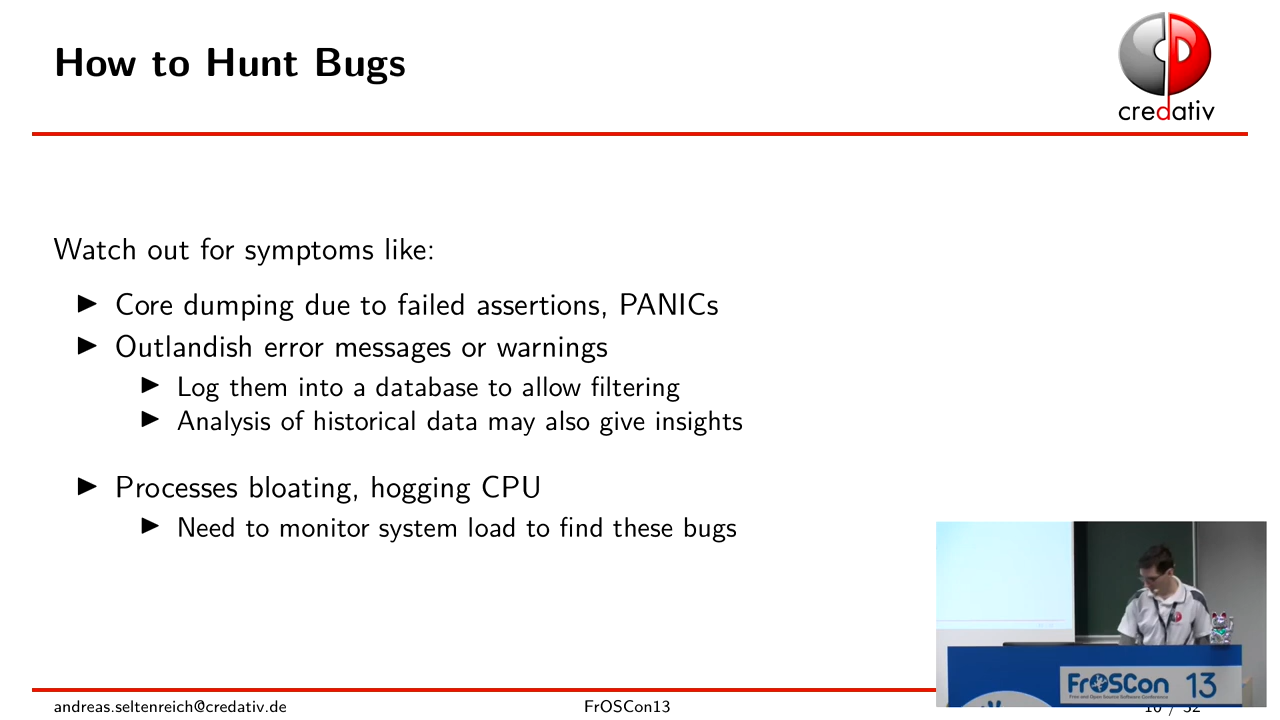 How to Hunt Bugs
credativ
Watch out for symptoms like:
Core dumping due to failed assertions, PANICs
Outlandish error messages or warnings
Log them into a database to allow filtering
Analysis of historical data may also give insights
Processes bloating, hogging CPU
Need to monitor system load to find these bugs
FrOSCon 13
Free and Open Source Software Conference
andreas.seltenreich@credativ.de
FrOSCon13